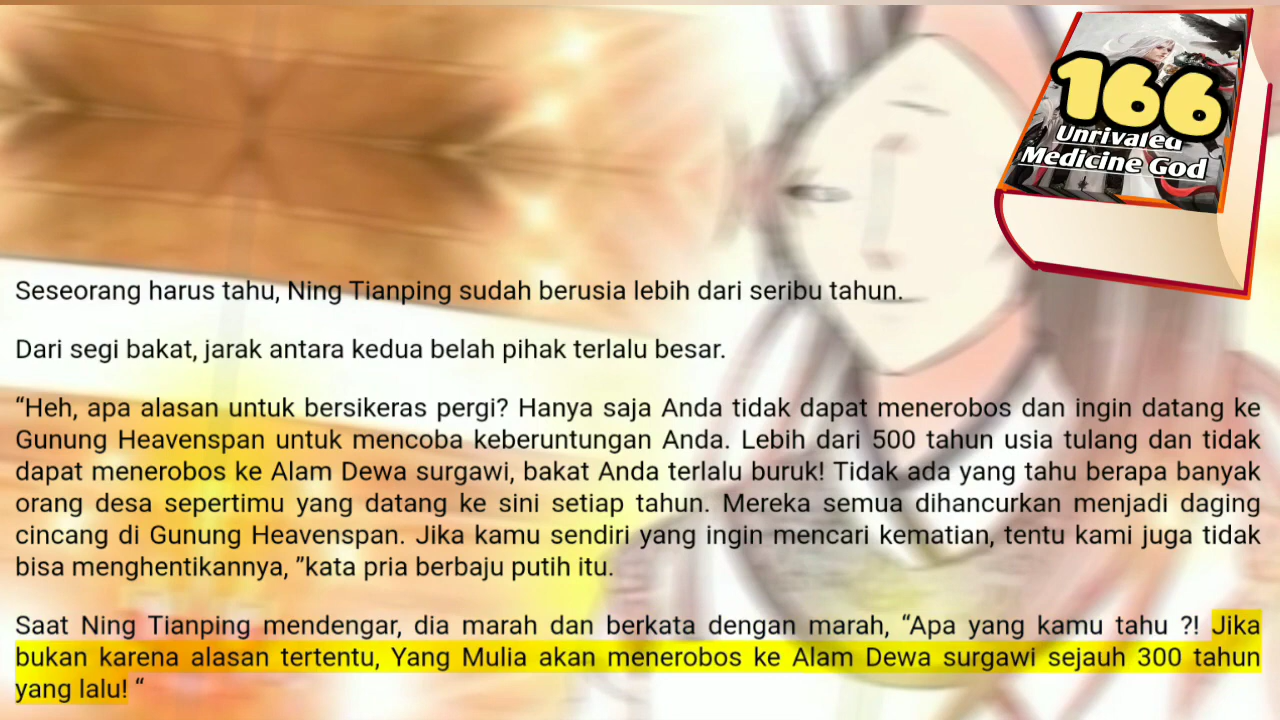 166
Unrivaled
Medicine God
Seseorang harus tahu, Ning Tianping sudah berusia lebih dari seribu tahun.
Dari segi bakat, jarak antara kedua belah pihak terlalu besar.
“Heh, apa alasan untuk bersikeras pergi? Hanya saja Anda tidak dapat menerobos dan ingin datang ke
Gunung Heavenspan untuk mencoba keberuntungan Anda. Lebih dari 500 tahun usia tulang dan tidak
dapat menerobos ke Alam Dewa surgawi, bakat Anda terlalu buruk! Tidak ada yang tahu berapa banyak
orang desa sepertimu yang datang ke sini setiap tahun. Mereka semua dihancurkan menjadi daging
cincang di Gunung Heavenspan. Jika kamu sendiri yang ingin mencari kematian, tentu kami juga tidak
bisa menghentikannya, ”kata pria berbaju putih itu.
Saat Ning Tianping mendengar, dia marah dan berkata dengan marah, “Apa yang kamu tahu ?! Jika
bukan karena alasan tertentu, Yang Mulia akan menerobos ke Alam Dewa surgawi sejauh 300 tahun
yang lalu! “